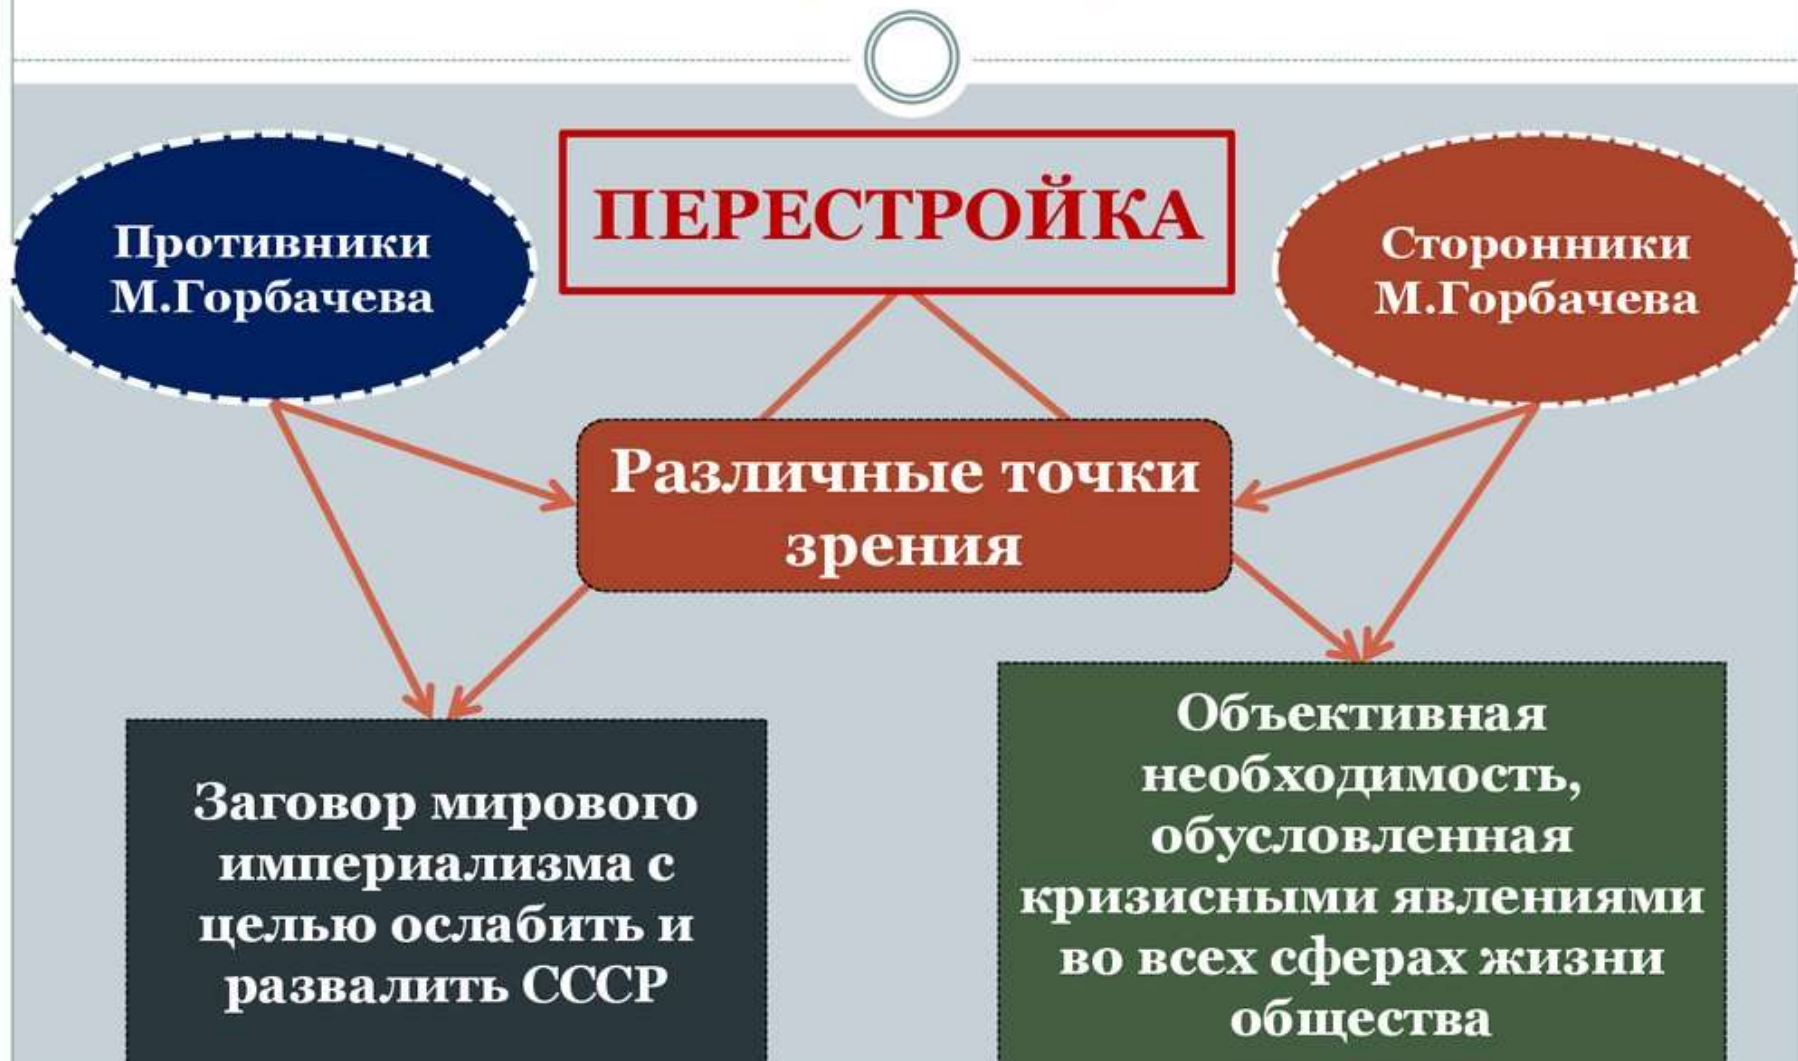 Противники
М.Горбачева
ПЕРЕСТРОЙКА
Сторонники
М.Горбачева
Различные точки
зрения
Заговор мирового
империализма с
целью ослабить и
развалить СССР
Объективная
необходимость,
обусловленная
кризисными явлениями
во всех сферах жизни
общества